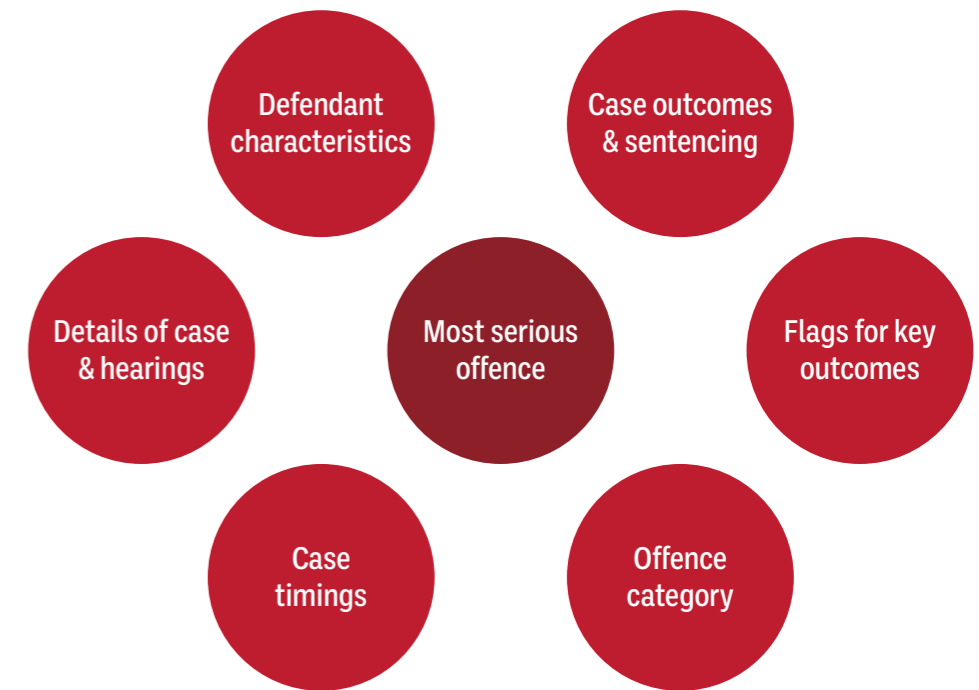 Defendant
characteristics
Case outcomes
& sentencing
Details of case
& hearings
Most serious
offence
Flags for key
outcomes
Case
timings
Offence
category